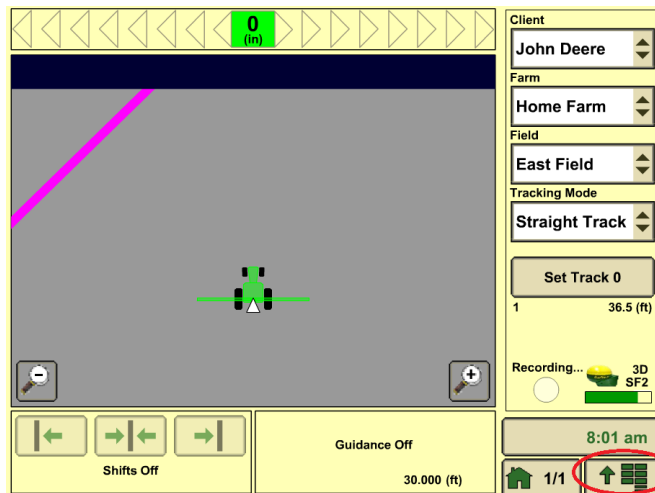 0
(in)
Client
John Deere
Farm
Home Farm
Field
East Field
Tracking Mode
Straight Track
Set Track 0
1 36.5 (ft)
Recording...
3D
SF2
Shifts Off
Guidance Off
30.000 (ft)
8:01 am
1/1